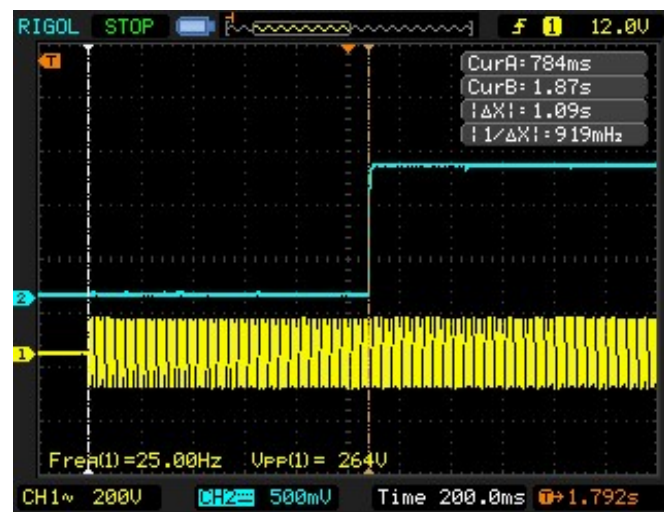 RIGOL STOP T f 1 12.0V
T
CurA: 784ms
CurB: 1.87s
|ΔX|: 1.09s
|1/ΔX|: 919mHz
2
1
Freq(1)=25.00Hz Vpp(1)= 264V
CH1~ 200V CH2 500mV Time 200.0ms T→1.792s